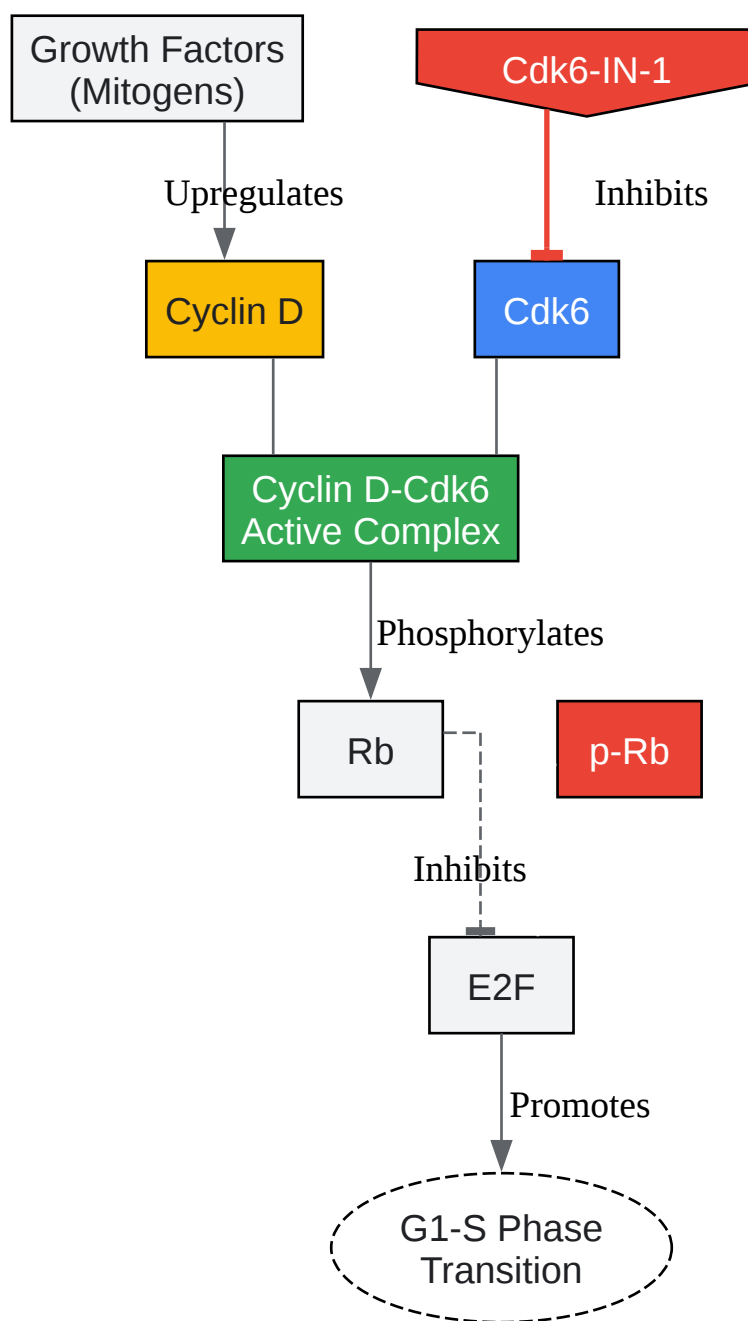 Growth Factors
(Mitogens)
Cdk6-IN-1
Upregulates
Inhibits
Cyclin D
Cdk6
Cyclin D-Cdk6
Active Complex
Phosphorylates
Rb
p-Rb
Inhibits
E2F
Promotes
G1-S Phase
Transition